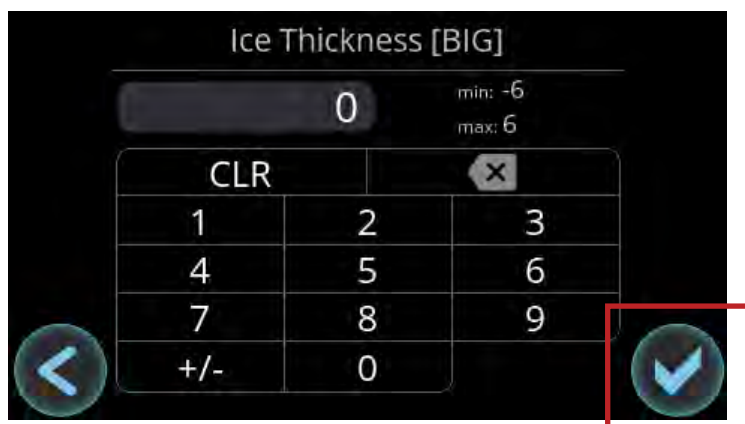 Ice Thickness [BIG]
0
min: -6
max: 6
CLR
1 2 3
4 5 6
7 8 9
+/- 0